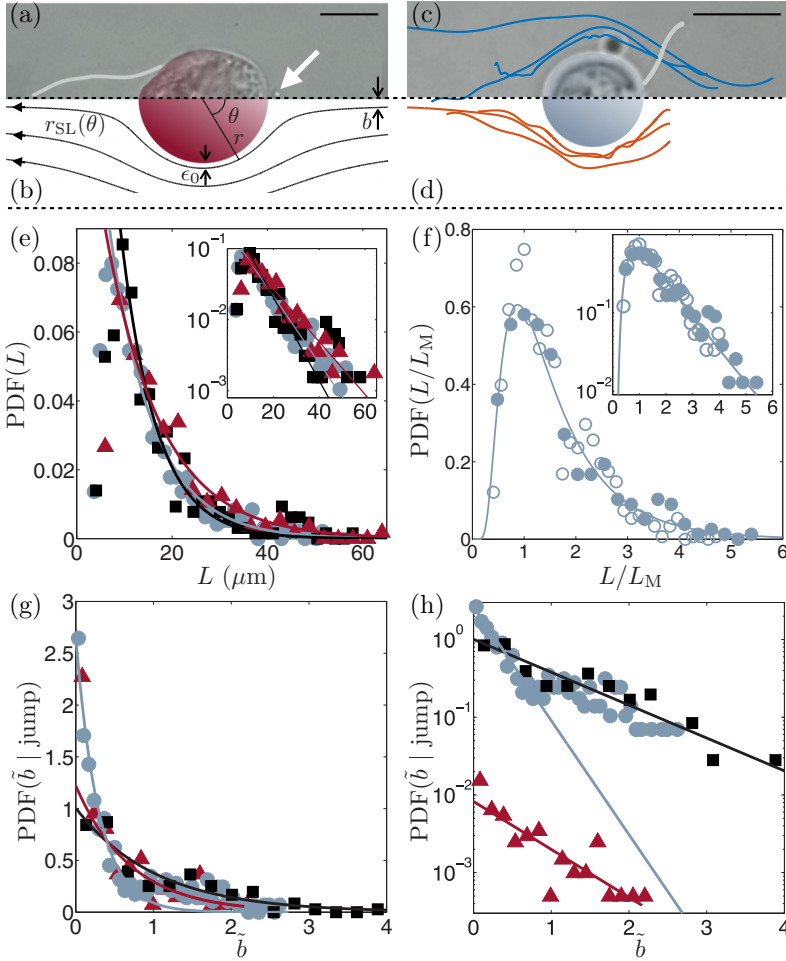 (a)
(c)
r_SL(θ)
θ
r
b
ϵ₀
(b)
(d)
(e)
0.08
0.06
0.04
0.02
0
PDF(L)
0 20 40 60
L (μm)
10⁻¹
10⁻²
10⁻³
0 20 40 60
(f)
0.8
0.6
0.4
0.2
0
PDF(L/L_M)
0 1 2 3 4 5 6
L/L_M
10⁻¹
10⁻²
0 1 2 3 4 5 6
(g)
3
2.5
2
1.5
1
0.5
0
PDF(b̃ | jump)
0 1 2 3 4
b̃
(h)
10⁰
10⁻¹
10⁻²
10⁻³
PDF(b̃ | jump)
0 1 2 3 4
b̃